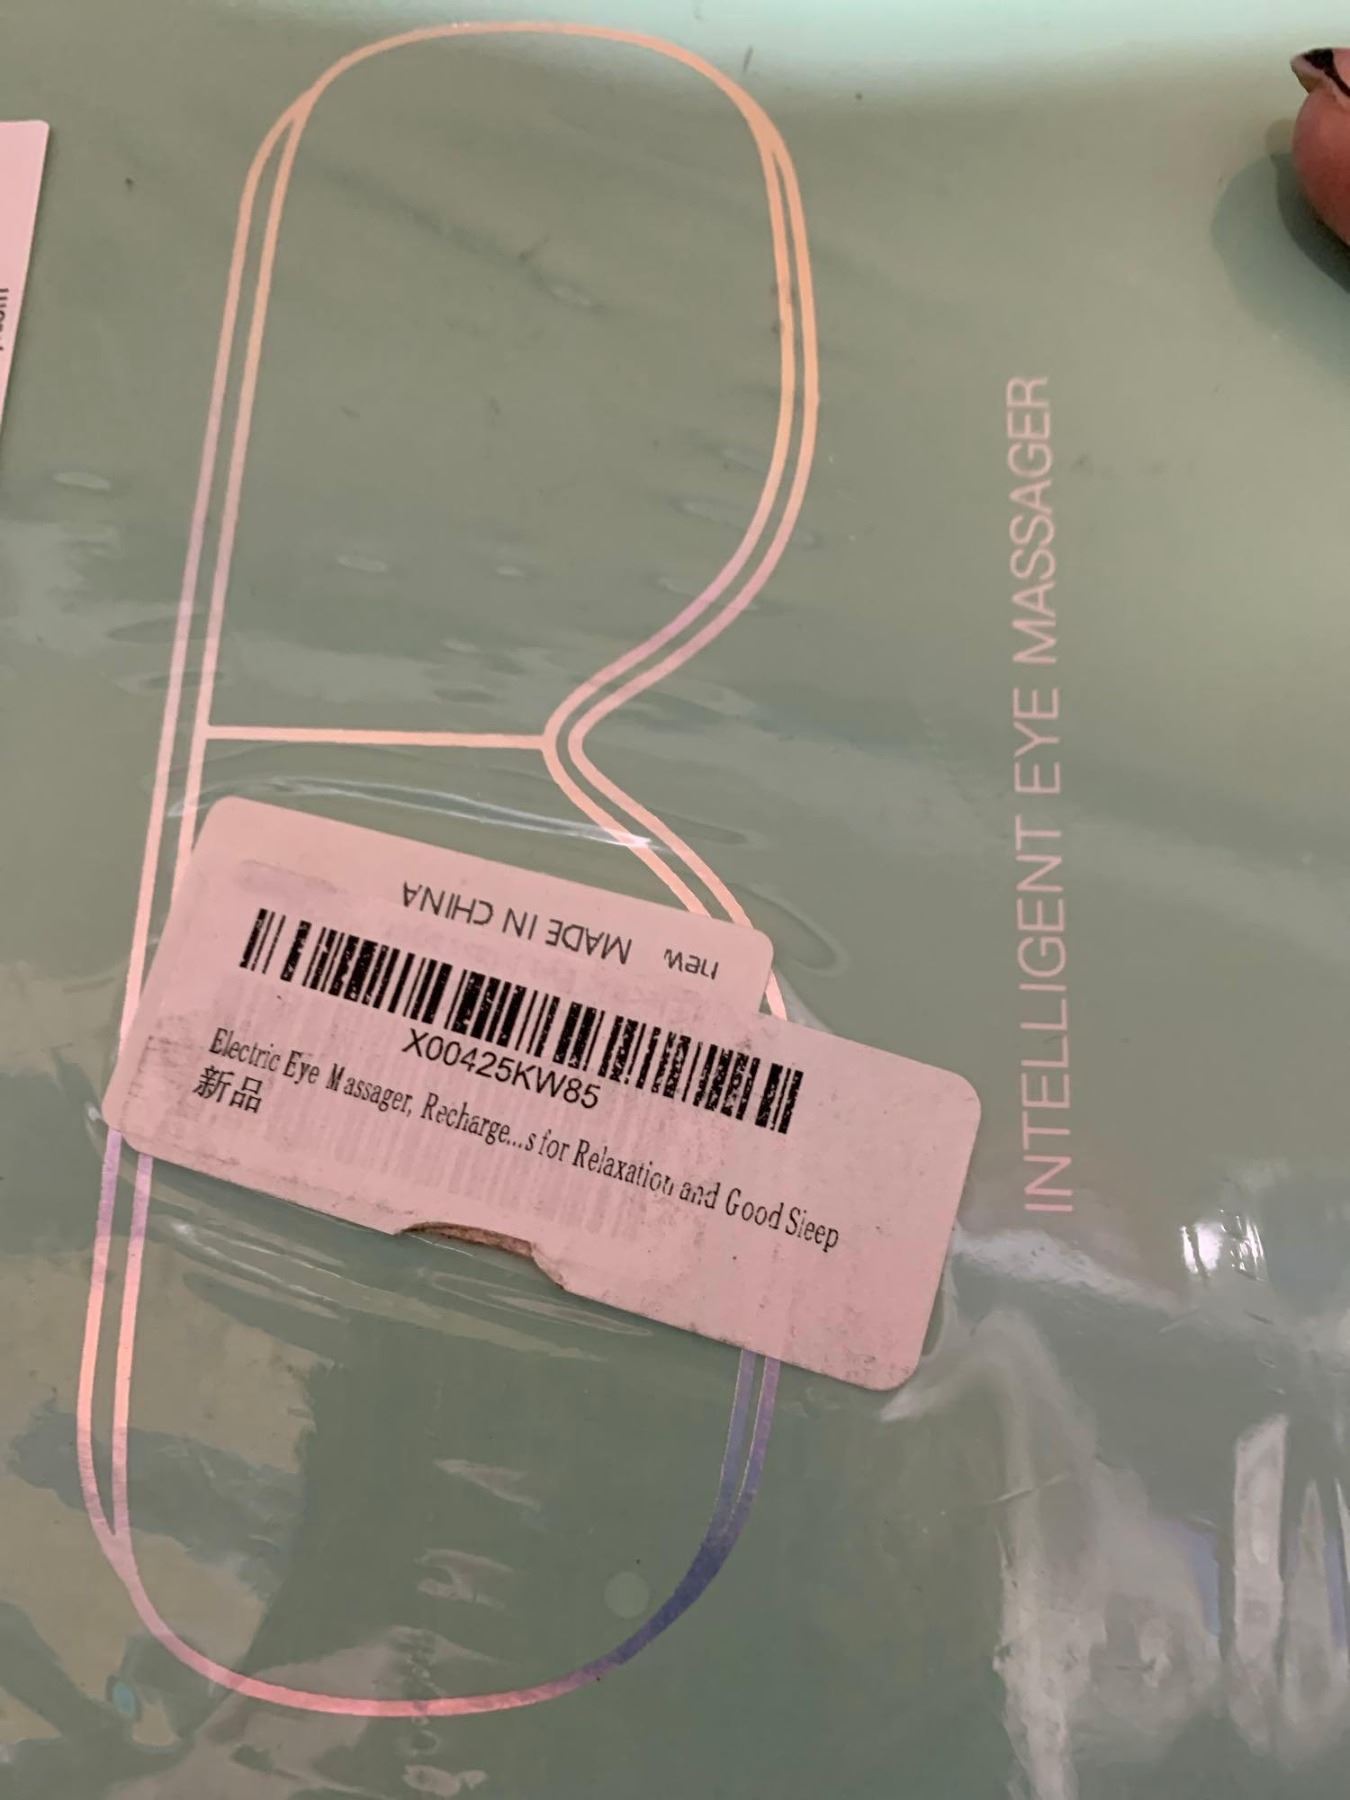 INTELLIGENT EYE MASSAGER
new MADE IN CHINA
X00425KW85
Electric Eye Massager, Recharge...s for Relaxation and Good Sleep
新品